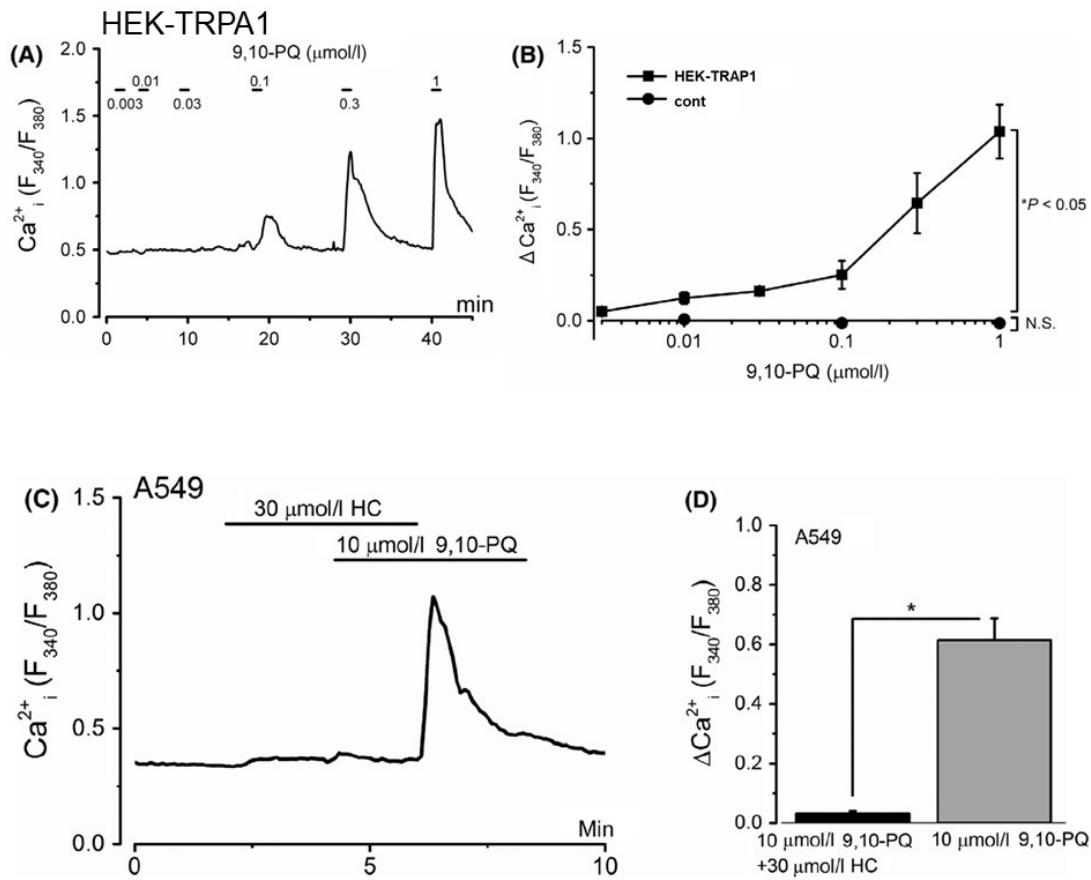 HEK-TRPA1
(A)
9,10-PQ (μmol/l)
2.0
1.5
1.0
0.5
0.0
0.003
0.01
0.03
0.1
0.3
1
Ca²⁺ᵢ (F₃₄₀/F₃₈₀)
min
0 10 20 30 40
(B)
1.5
1.0
0.5
0.0
HEK-TRAP1
cont
Δ Ca²⁺ᵢ (F₃₄₀/F₃₈₀)
*P < 0.05
N.S.
0.01 0.1 1
9,10-PQ (μmol/l)
(C)
A549
1.5
1.0
0.5
0.0
30 μmol/l HC
10 μmol/l 9,10-PQ
Ca²⁺ᵢ (F₃₄₀/F₃₈₀)
Min
0 5 10
(D)
A549
1.0
0.8
0.6
0.4
0.2
0.0
*
ΔCa²⁺ᵢ (F₃₄₀/F₃₈₀)
10 μmol/l 9,10-PQ
+30 μmol/l HC
10 μmol/l 9,10-PQ